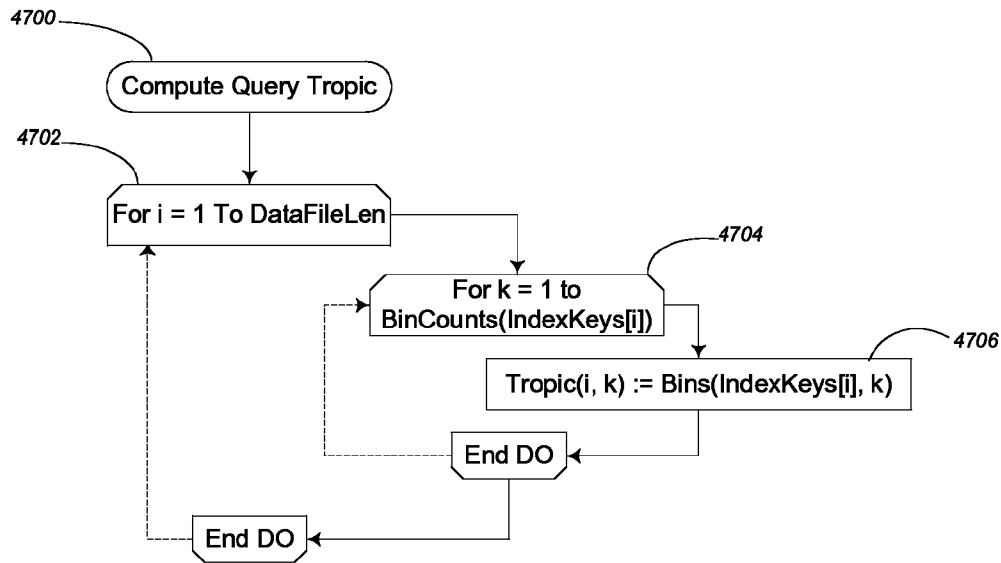 4700
Compute Query Tropic
4702
For i = 1 To DataFileLen
4704
For k = 1 to
BinCounts(IndexKeys[i])
4706
Tropic(i, k) := Bins(IndexKeys[i], k)
End DO
End DO